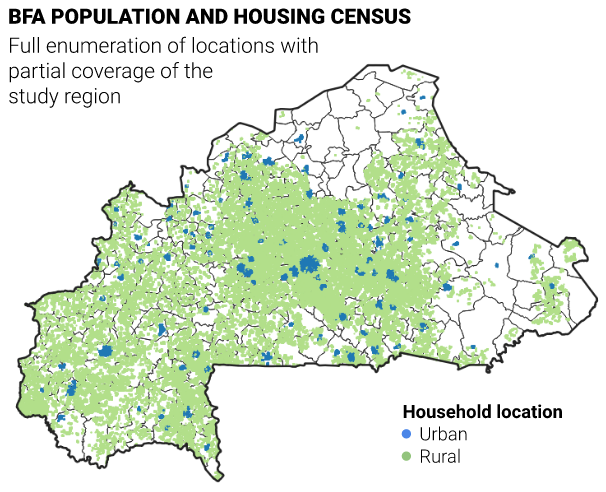 BFA POPULATION AND HOUSING CENSUS
Full enumeration of locations with
partial coverage of the
study region
Household location
Urban
Rural